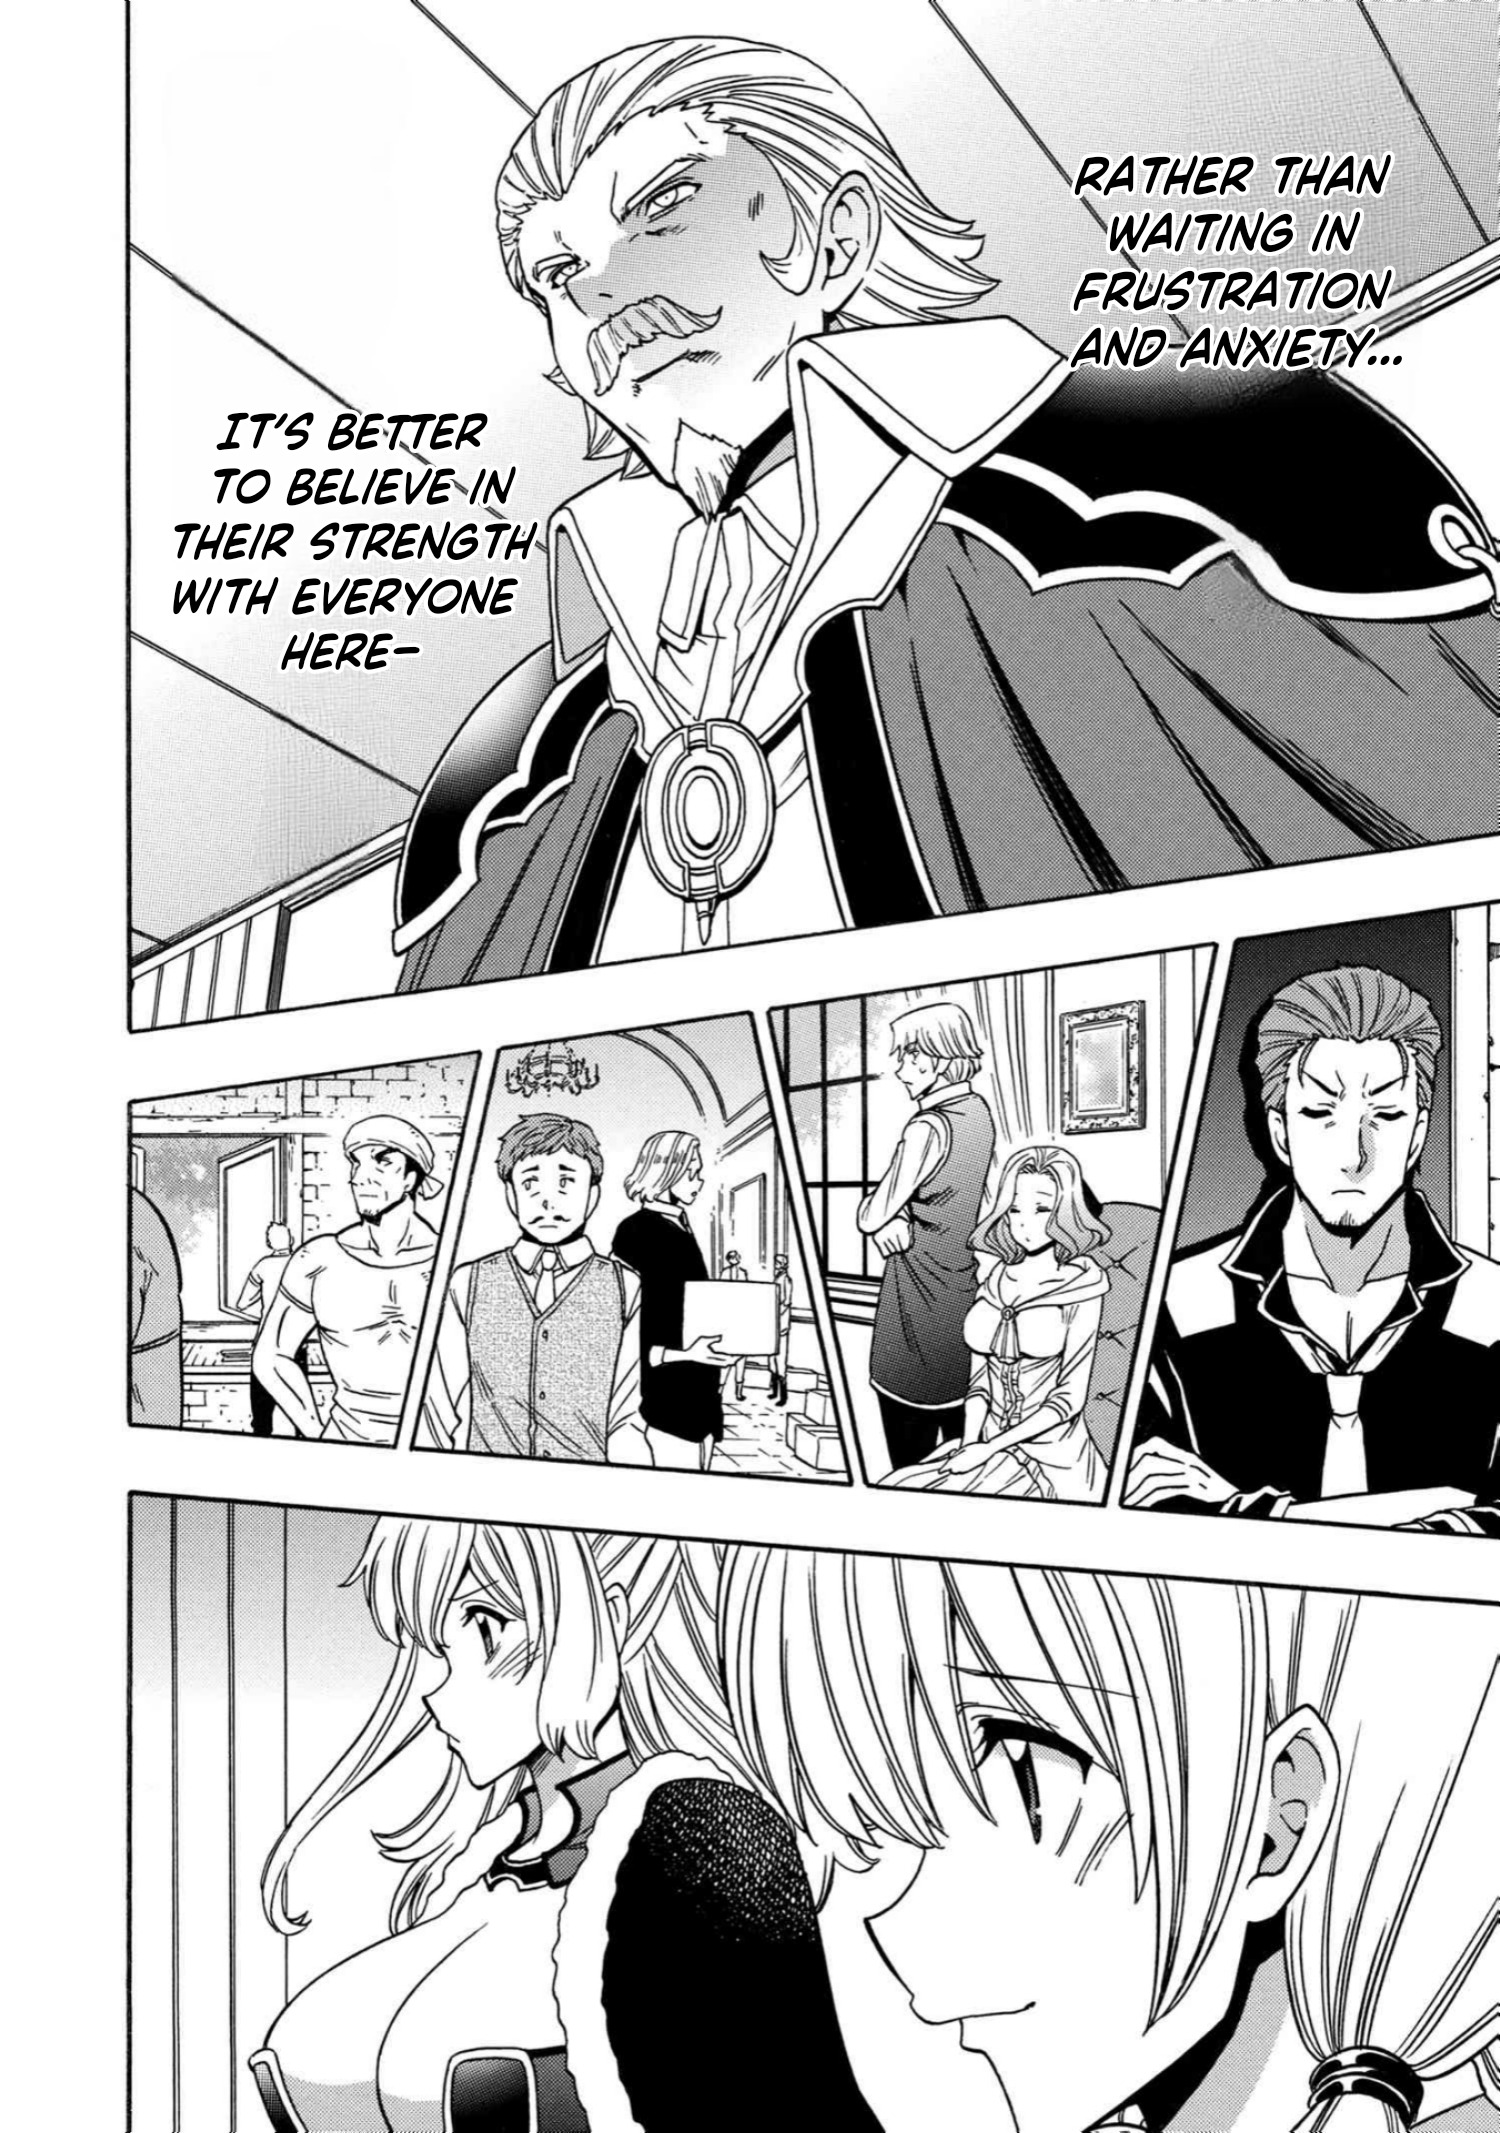 RATHER THAN
WAITING IN
FRUSTRATION
AND ANXIETY...
IT'S BETTER
TO BELIEVE IN
THEIR STRENGTH
WITH EVERYONE
HERE-